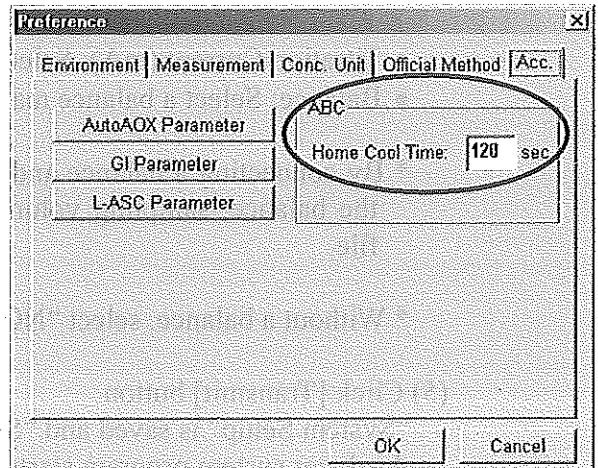 Preference
Environment Measurement Conc. Unit Official Method Acc.
AutoAOX Parameter
GI Parameter
L-ASC Parameter
ABC
Home Cool Time: 120 sec
OK Cancel